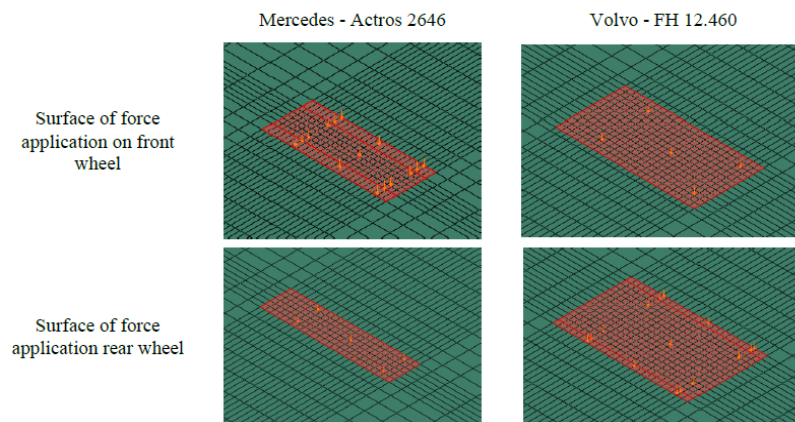 Mercedes - Actros 2646
Volvo - FH 12.460
Surface of force
application on front
wheel
Surface of force
application rear wheel